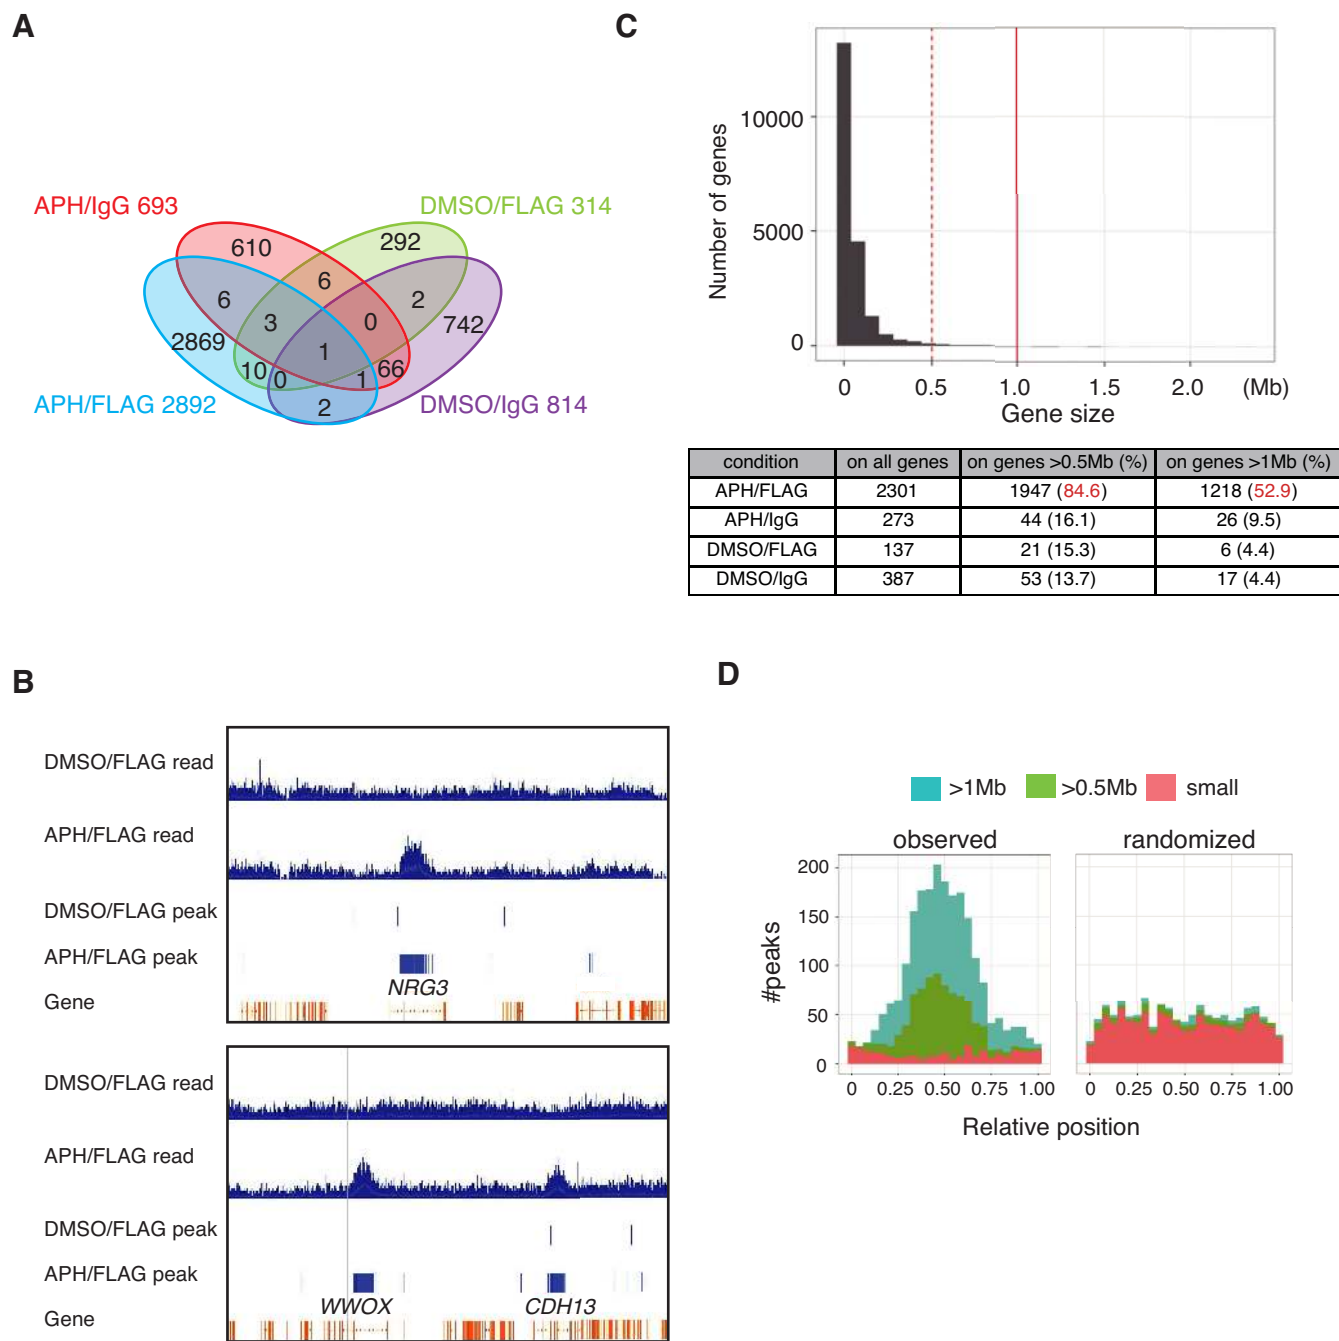 A
APH/IgG 693
DMSO/FLAG 314
610
292
6
6
2
3
0
742
2869
1
10
0
1
66
2
APH/FLAG 2892
DMSO/IgG 814
C
Number of genes
10000
5000
0
0 0.5 1.0 1.5 2.0 (Mb)
Gene size
condition on all genes on genes >0.5Mb (%) on genes >1Mb (%)
APH/FLAG 2301 1947 (84.6) 1218 (52.9)
APH/IgG 273 44 (16.1) 26 (9.5)
DMSO/FLAG 137 21 (15.3) 6 (4.4)
DMSO/IgG 387 53 (13.7) 17 (4.4)
B
DMSO/FLAG read
APH/FLAG read
DMSO/FLAG peak
APH/FLAG peak
NRG3
Gene
DMSO/FLAG read
APH/FLAG read
DMSO/FLAG peak
APH/FLAG peak
WWOX CDH13
Gene
D
>1Mb >0.5Mb small
observed randomized
#peaks
200
150
100
50
0
0 0.25 0.50 0.75 1.00 0 0.25 0.50 0.75 1.00
Relative position